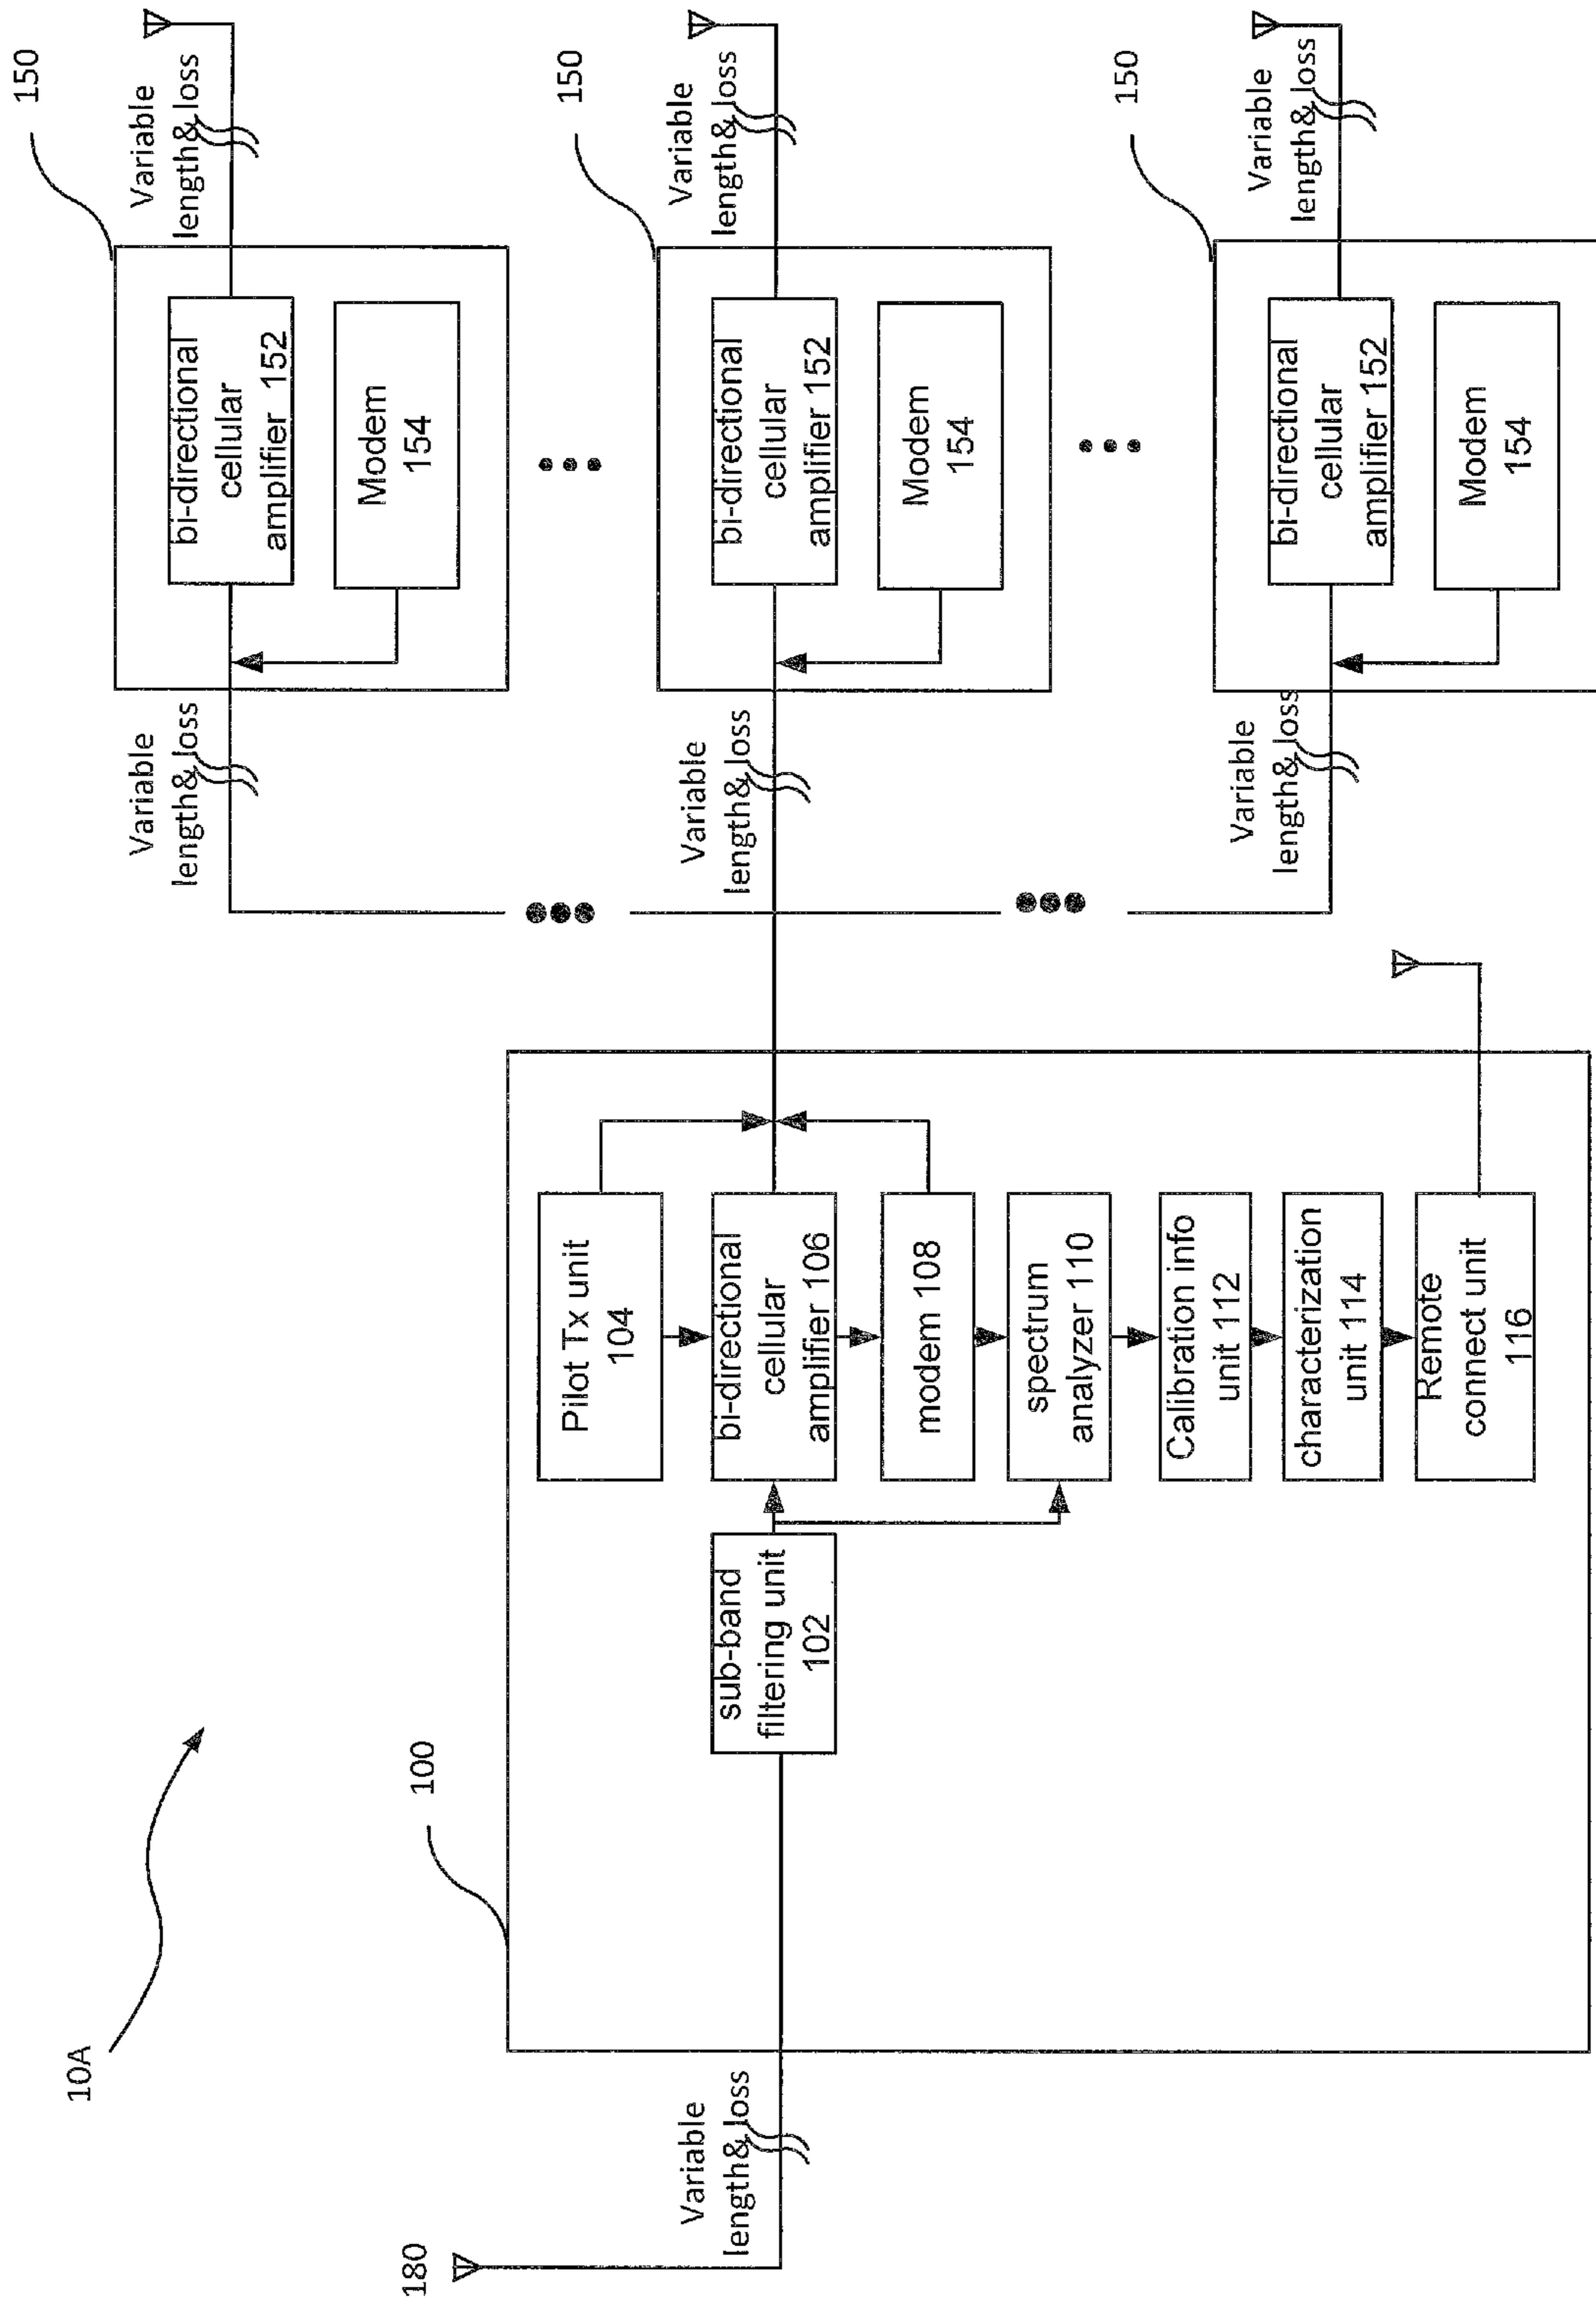 10A
180
Variable
length& loss
100
sub-band
filtering unit
102
Pilot Tx unit
104
bi-directional
cellular
amplifier 106
modem 108
spectrum
analyzer 110
Calibration info
unit 112
characterization
unit 114
Remote
connect unit
116
Variable
length& loss
150
bi-directional
cellular
amplifier 152
Modem
154
Variable
length& loss
Variable
length& loss
150
bi-directional
cellular
amplifier 152
Modem
154
Variable
length& loss
Variable
length& loss
150
bi-directional
cellular
amplifier 152
Modem
154
Variable
length& loss